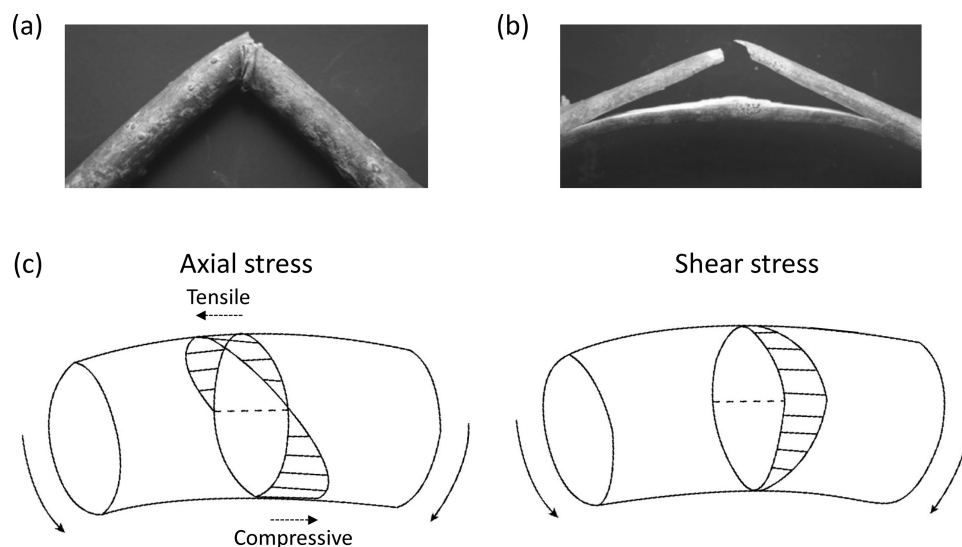 (a)
(b)
(c)
Axial stress
Shear stress
Tensile
Compressive